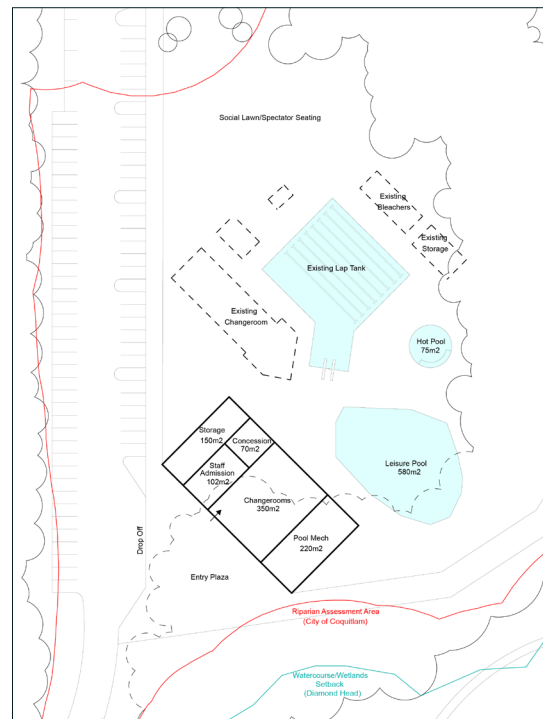 Social Lawn/Spectator Seating
Existing
Bleachers
Existing
Storage
Existing Lap Tank
Existing
Changeroom
Hot Pool
75m2
Storage
150m2
Concession
70m2
Staff
Admission
102m2
Leisure Pool
580m2
Changerooms
350m2
Pool Mech
220m2
Drop Off
Entry Plaza
Riparian Assessment Area
(City of Coquitlam)
Watercourse/Wetlands
Setback
(Diamond Head)